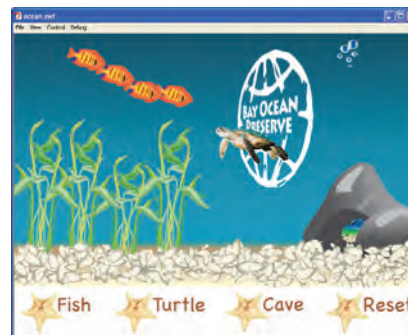 ocean.swf
File View Control Debug
BAY OCEAN
PRESERVE
Fish Turtle Cave Reset